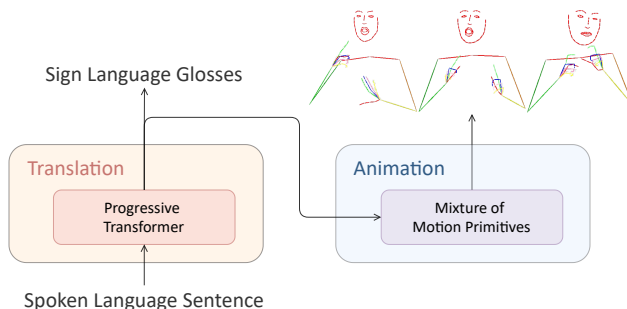 Sign Language Glosses
Translation
Animation
Progressive
Transformer
Mixture of
Motion Primitives
Spoken Language Sentence